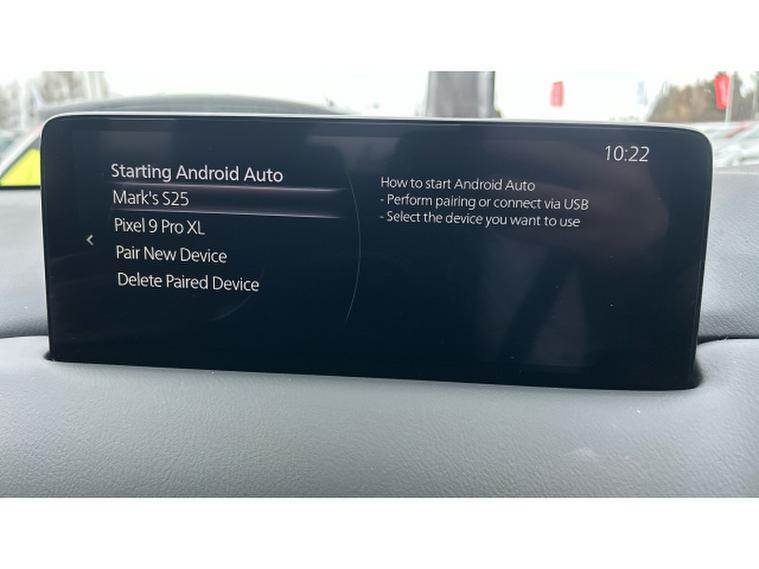 10:22
Starting Android Auto
Mark's S25
Pixel 9 Pro XL
Pair New Device
Delete Paired Device
How to start Android Auto
- Perform pairing or connect via USB
- Select the device you want to use